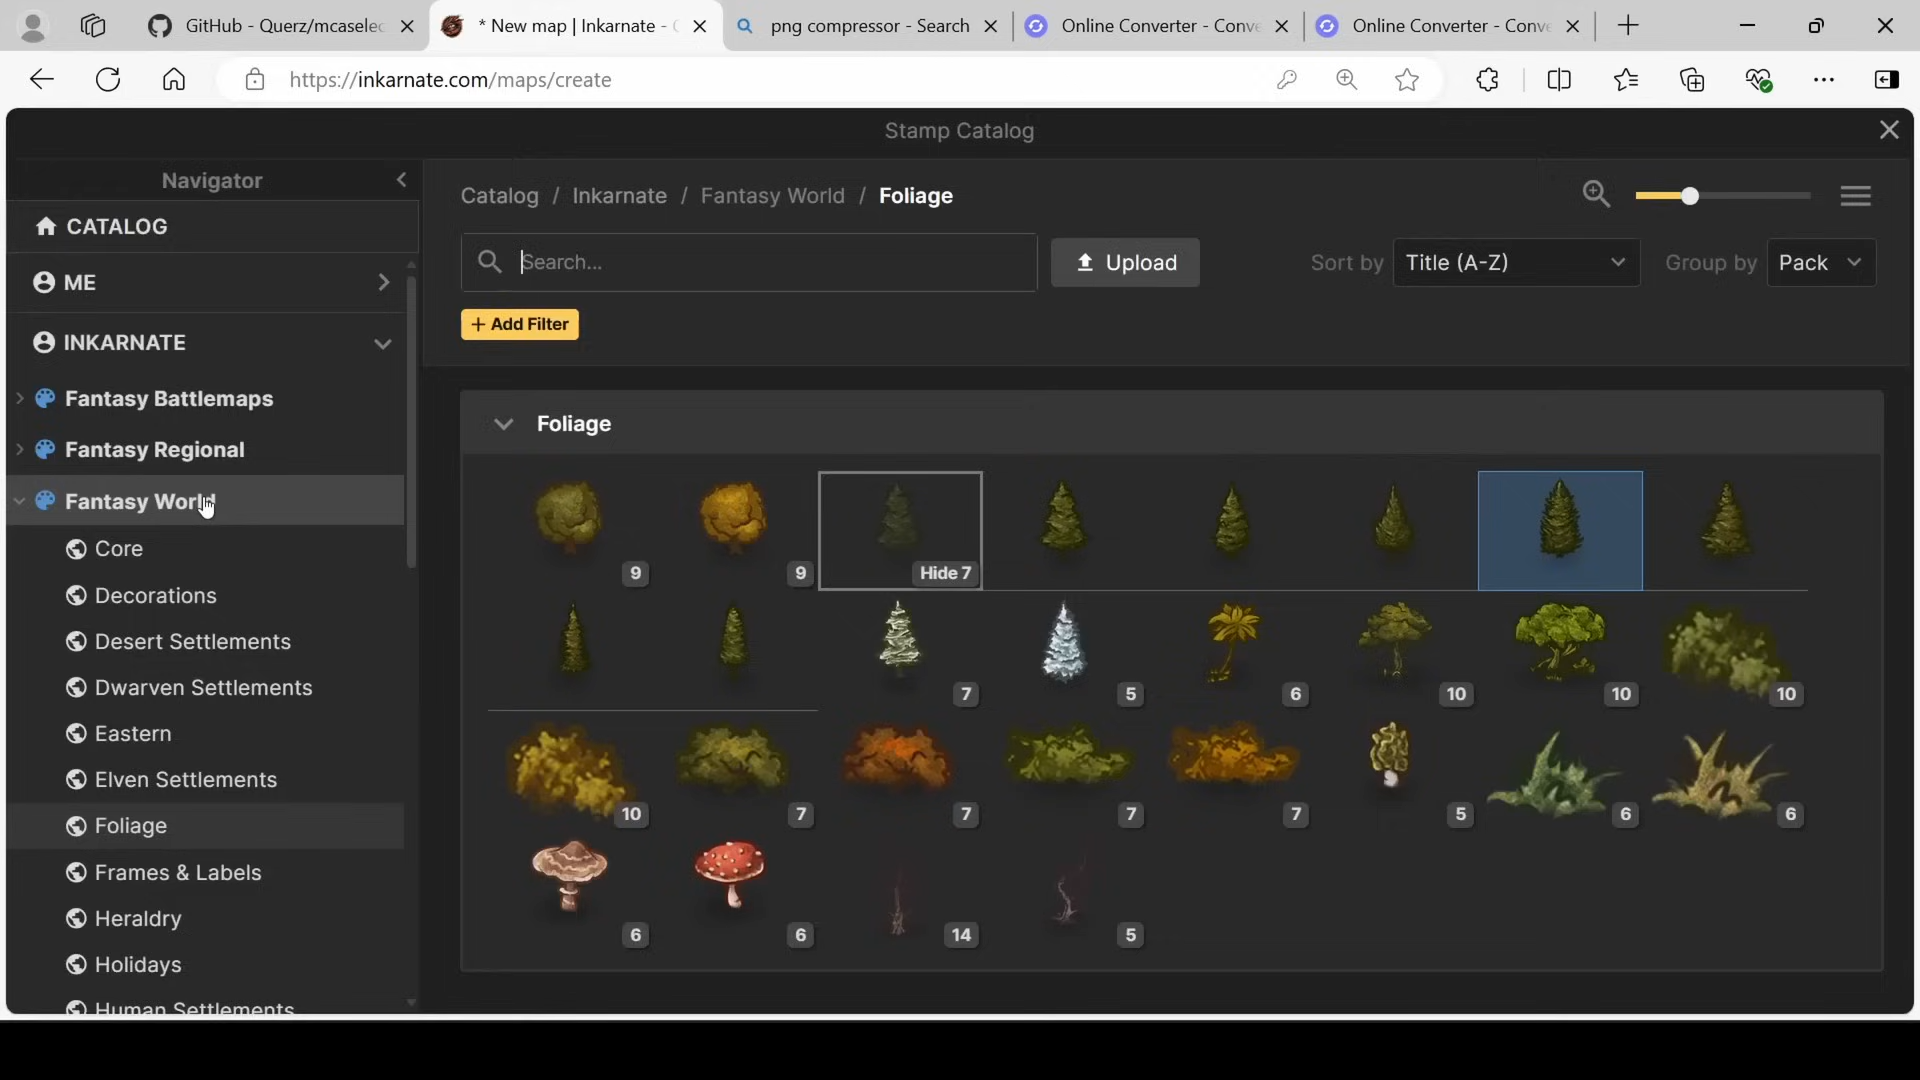 GitHub - Querz/mcaselec
* New map | Inkarnate -
png compressor - Search
Online Converter - Conve
Online Converter - Conve
https://inkarnate.com/maps/create
Stamp Catalog
Navigator
CATALOG
ME
INKARNATE
Fantasy Battlemaps
Fantasy Regional
Fantasy World
Core
Decorations
Desert Settlements
Dwarven Settlements
Eastern
Elven Settlements
Foliage
Frames & Labels
Heraldry
Holidays
Human Settlements
Catalog / Inkarnate / Fantasy World / Foliage
Search...
Upload
Sort by Title (A-Z)
Group by Pack
+ Add Filter
Foliage
9 9 Hide 7
7 5 6 10 10 10
10 7 7 7 7 5 6 6
6 6 14 5